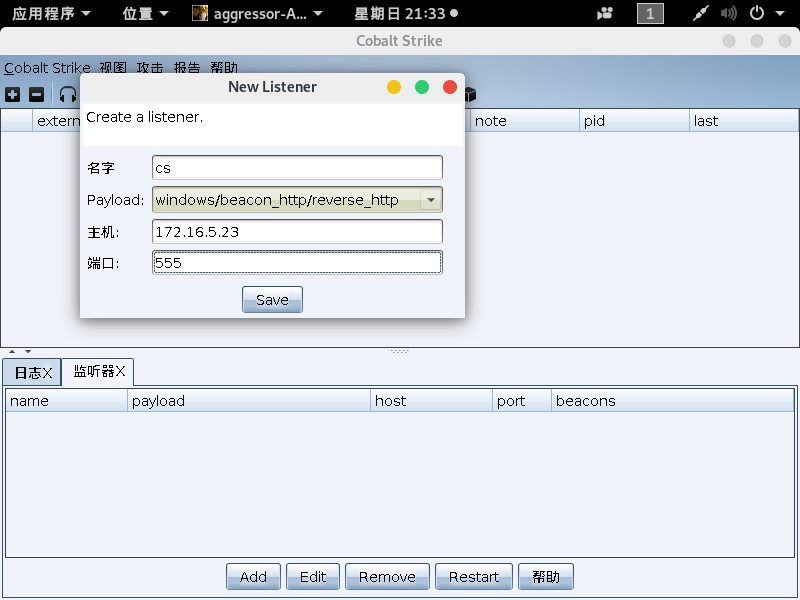 应用程序 位置 aggressor-A... 星期日 21:33 1
Cobalt Strike
Cobalt Strike 视图 攻击 报告 帮助
New Listener
Create a listener.
extern note pid last
名字 cs
Payload: windows/beacon_http/reverse_http
主机: 172.16.5.23
端口: 555
Save
日志X 监听器X
name payload host port beacons
Add Edit Remove Restart 帮助